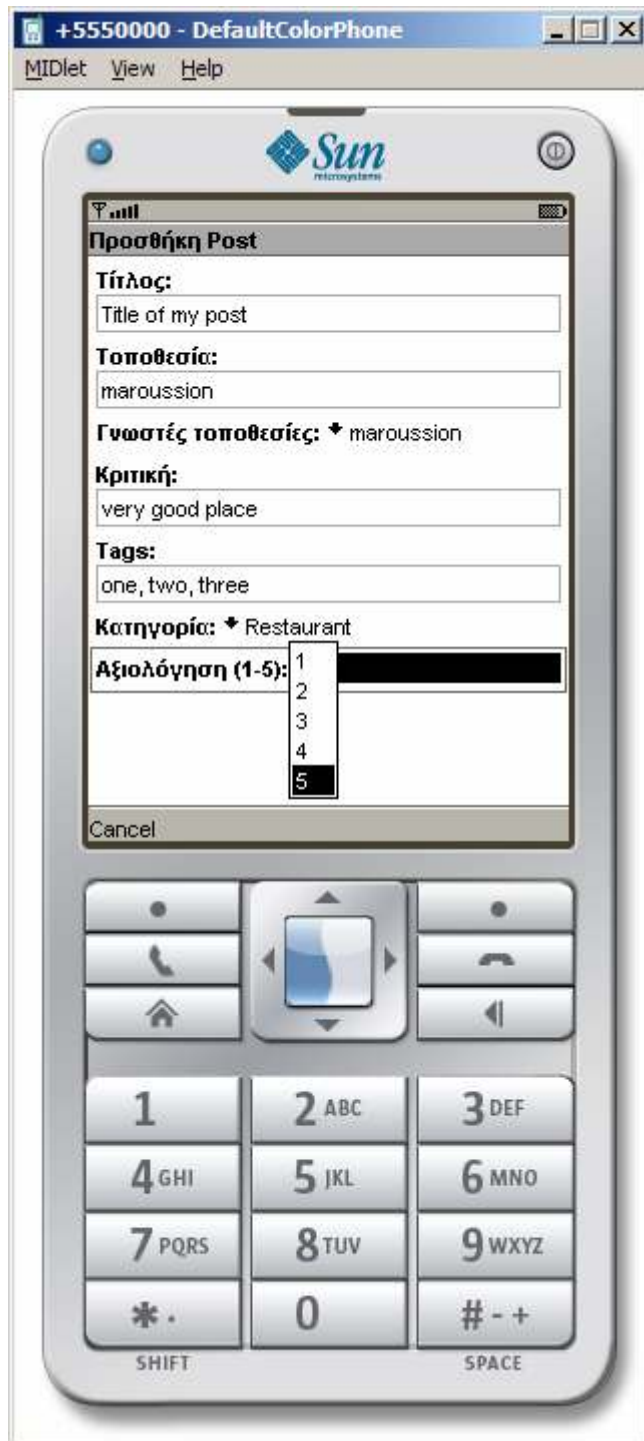 +5550000 - DefaultColorPhone
MIDlet View Help
Sun
microsystems
Προσθήκη Post
Τίτλος:
Title of my post
Τοποθεσία:
maroussion
Γνωστές τοποθεσίες: maroussion
Κριτική:
very good place
Tags:
one, two, three
Κατηγορία: Restaurant
Αξιολόγηση (1-5): 1
2
3
4
5
Cancel
1 2 ABC 3 DEF
4 GHI 5 JKL 6 MNO
7 PQRS 8 TUV 9 WXYZ
* . 0 # - +
SHIFT SPACE